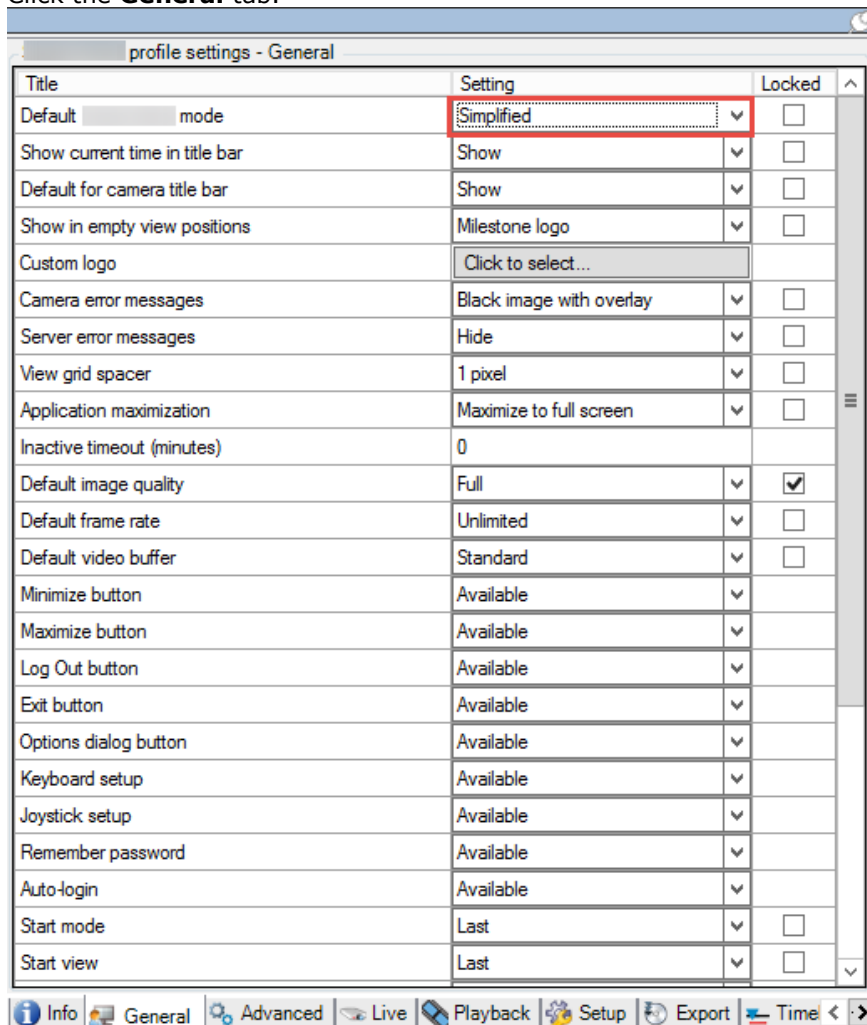 Click the General tab.
profile settings - General
Title Setting Locked
Default mode Simplified
Show current time in title bar Show
Default for camera title bar Show
Show in empty view positions Milestone logo
Custom logo Click to select...
Camera error messages Black image with overlay
Server error messages Hide
View grid spacer 1 pixel
Application maximization Maximize to full screen
Inactive timeout (minutes) 0
Default image quality Full
Default frame rate Unlimited
Default video buffer Standard
Minimize button Available
Maximize button Available
Log Out button Available
Exit button Available
Options dialog button Available
Keyboard setup Available
Joystick setup Available
Remember password Available
Auto-login Available
Start mode Last
Start view Last
Info General Advanced Live Playback Setup Export Timel